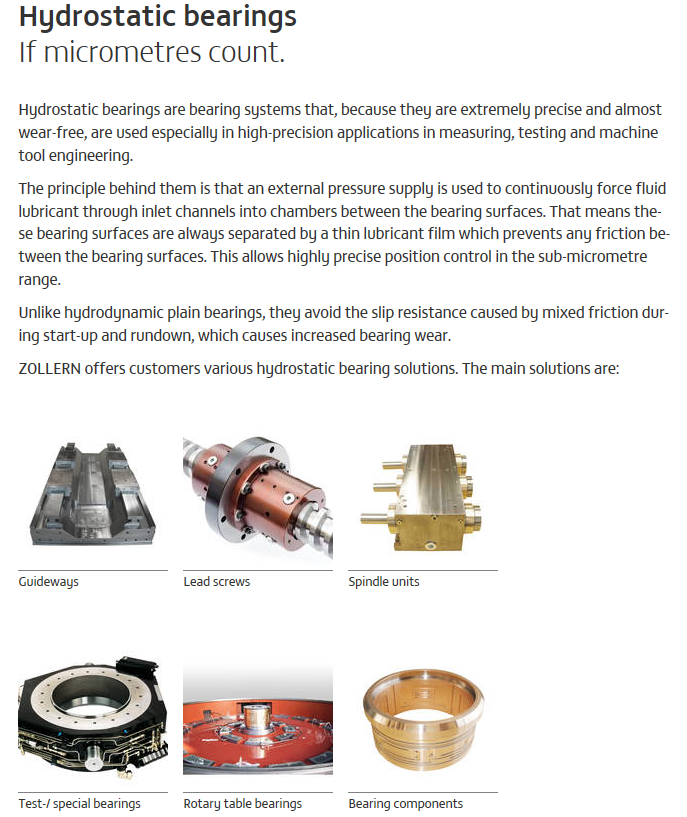 Hydrostatic bearings
If micrometres count.
Hydrostatic bearings are bearing systems that, because they are extremely precise and almost
wear-free, are used especially in high-precision applications in measuring, testing and machine
tool engineering.
The principle behind them is that an external pressure supply is used to continuously force fluid
lubricant through inlet channels into chambers between the bearing surfaces. That means the-
se bearing surfaces are always separated by a thin lubricant film which prevents any friction be-
tween the bearing surfaces. This allows highly precise position control in the sub-micrometre
range.
Unlike hydrodynamic plain bearings, they avoid the slip resistance caused by mixed friction dur-
ing start-up and rundown, which causes increased bearing wear.
ZOLLERN offers customers various hydrostatic bearing solutions. The main solutions are:
Guideways
Lead screws
Spindle units
Test-/ special bearings
Rotary table bearings
Bearing components